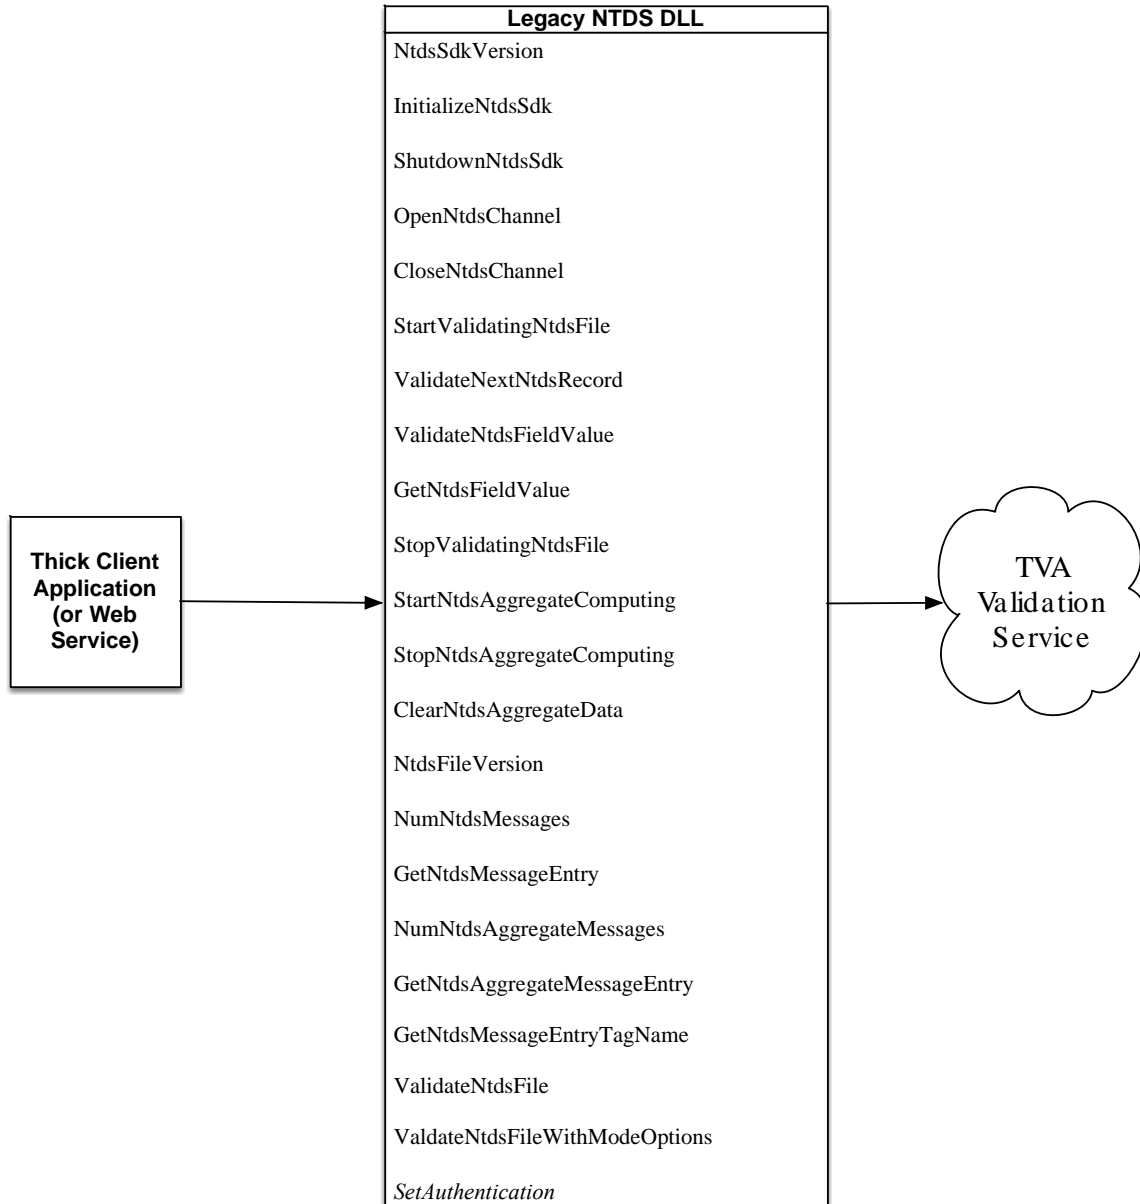 Legacy NTDS DLL
NtdsSdkVersion
InitializeNtdsSdk
ShutdownNtdsSdk
OpenNtdsChannel
CloseNtdsChannel
StartValidatingNtdsFile
ValidateNextNtdsRecord
ValidateNtdsFieldValue
GetNtdsFieldValue
StopValidatingNtdsFile
StartNtdsAggregateComputing
StopNtdsAggregateComputing
ClearNtdsAggregateData
NtdsFileVersion
NumNtdsMessages
GetNtdsMessageEntry
NumNtdsAggregateMessages
GetNtdsAggregateMessageEntry
GetNtdsMessageEntryTagName
ValidateNtdsFile
ValdateNtdsFileWithModeOptions
SetAuthentication
Thick Client
Application
(or Web
Service)
TVA
Validation
Service